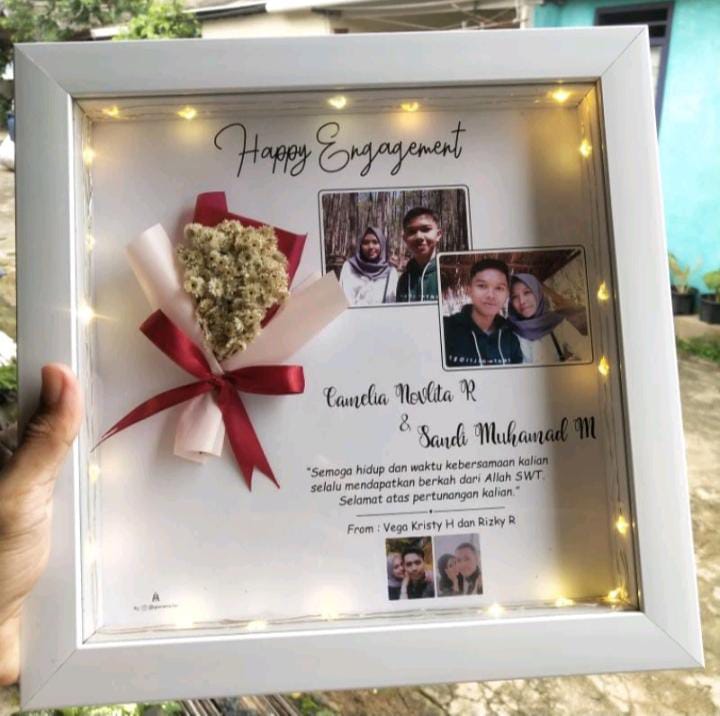 Happy Engagement
Camelia Novlita R
&
Sandi Muhamad M
"Semoga hidup dan waktu kebersamaan kalian
selalu mendapatkan berkah dari Allah SWT.
Selamat atas pertunangan kalian."
From : Vega Kristy H dan Rizky R
By